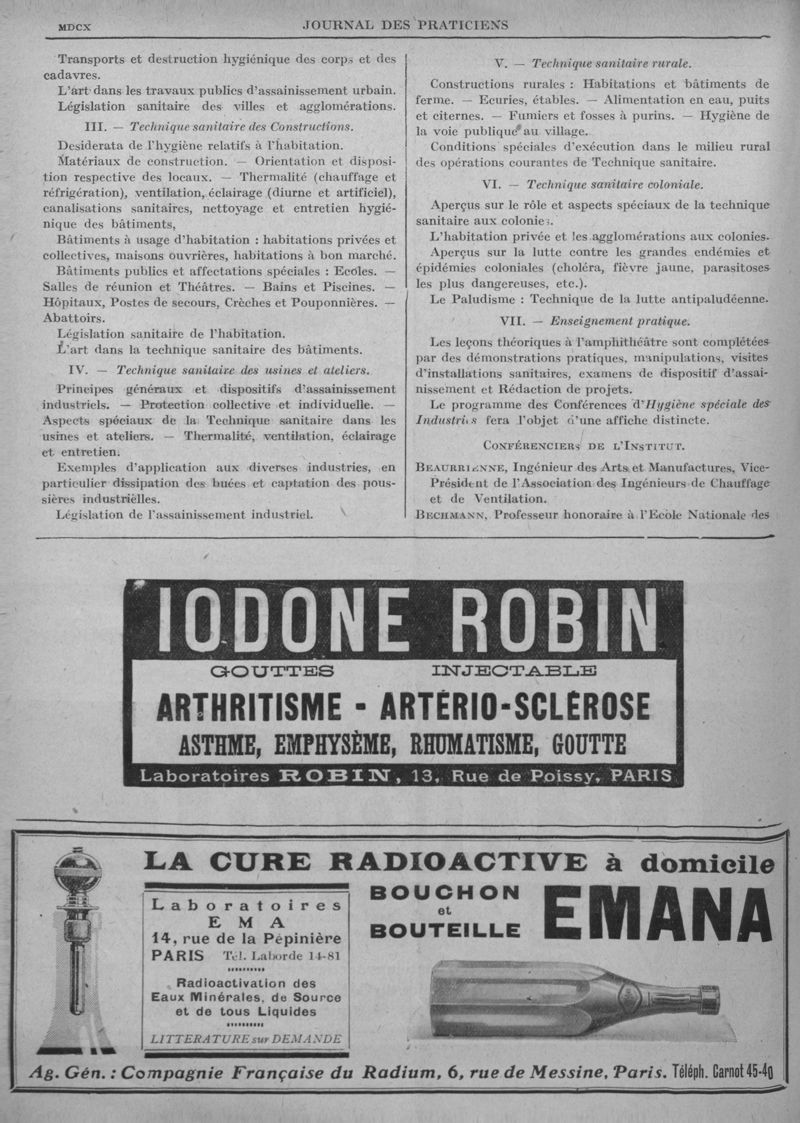 MDCX
JOURNAL DES PRATICIENS
Transports et destruction hygiénique des corps et des
cadavres.
L'art dans les travaux publics d'assainissement urbain.
Législation sanitaire des villes et agglomérations.
III. — Technique sanitaire des Constructions.
Desiderata de l'hygiène relatifs à l'habitation.
Matériaux de construction. — Orientation et disposi-
tion respective des locaux. — Thermalité (chauffage et
réfrigération), ventilation, éclairage (diurne et artificiel),
canalisations sanitaires, nettoyage et entretien hygié-
nique des bâtiments,
Bâtiments à usage d'habitation : habitations privées et
collectives, maisons ouvrières, habitations à bon marché.
Bâtiments publics et affectations spéciales : Ecoles. —
Salles de réunion et Théâtres. — Bains et Piscines. —
Hôpitaux, Postes de secours, Crèches et Pouponnières. —
Abattoirs.
Législation sanitaire de l'habitation.
L'art dans la technique sanitaire des bâtiments.
IV. — Technique sanitaire des usines et ateliers.
Principes généraux et dispositifs d'assainissement
industriels. — Protection collective et individuelle. —
Aspects spéciaux de la Technique sanitaire dans les
usines et ateliers. — Thermalité, ventilation, éclairage
et entretien.
Exemples d'application aux diverses industries, en
particulier dissipation des buées et captation des pous-
sières industrielles.
Législation de l'assainissement industriel.
V. — Technique sanitaire rurale.
Constructions rurales : Habitations et bâtiments de
ferme. — Ecuries, étables. — Alimentation en eau, puits
et citernes. — Fumiers et fosses à purins. — Hygiène de
la voie publique au village.
Conditions spéciales d'exécution dans le milieu rural
des opérations courantes de Technique sanitaire.
VI. — Technique sanitaire coloniale.
Aperçus sur le rôle et aspects spéciaux de la technique
sanitaire aux colonies.
L'habitation privée et les agglomérations aux colonies.
Aperçus sur la lutte contre les grandes endémies et
épidémies coloniales (choléra, fièvre jaune, parasitoses
les plus dangereuses, etc.).
Le Paludisme : Technique de la lutte antipaludéenne.
VII. — Enseignement pratique.
Les leçons théoriques à l'amphithéâtre sont complétées
par des démonstrations pratiques, manipulations, visites
d'installations sanitaires, examens de dispositif d'assai-
nissement et Rédaction de projets.
Le programme des Conférences d'Hygiène spéciale des
Industries fera l'objet d'une affiche distincte.
CONFÉRENCIERS DE L'INSTITUT.
BEAURRIENNE, Ingénieur des Arts et Manufactures, Vice-
Président de l'Association des Ingénieurs de Chauffage
et de Ventilation.
BECHMANN, Professeur honoraire à l'Ecole Nationale des
IODONE ROBIN
GOUTTES INJECTABLE
ARTHRITISME - ARTÉRIO-SCLÉROSE
ASTHME, EMPHYSÈME, RHUMATISME, GOUTTE
Laboratoires ROBIN, 13, Rue de Poissy, PARIS
LA CURE RADIOACTIVE à domicile
Laboratoires
EMA
14, rue de la Pépinière
PARIS Tél. Laborde 14-81
Radioactivation des
Eaux Minérales, de Source
et de tous Liquides
LITTERATURE sur DEMANDE
BOUCHON
et
BOUTEILLE
EMANA
Ag. Gén. : Compagnie Française du Radium, 6, rue de Messine, Paris. Téléph. Carnot 45-40